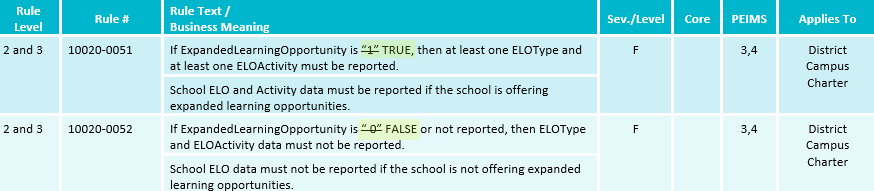 Rule Level Rule # Rule Text / Business Meaning Sev./Level Core PEIMS Applies To
2 and 3 10020-0051 If ExpandedLearningOpportunity is “1” TRUE, then at least one ELOType and F 3,4 District
at least one ELOActivity must be reported. Campus
School ELO and Activity data must be reported if the school is offering Charter
expanded learning opportunities.
2 and 3 10020-0052 If ExpandedLearningOpportunity is “ 0” FALSE or not reported, then ELOType F 3,4 District
and ELOActivity data must not be reported. Campus
School ELO data must not be reported if the school is not offering expanded Charter
learning opportunities.